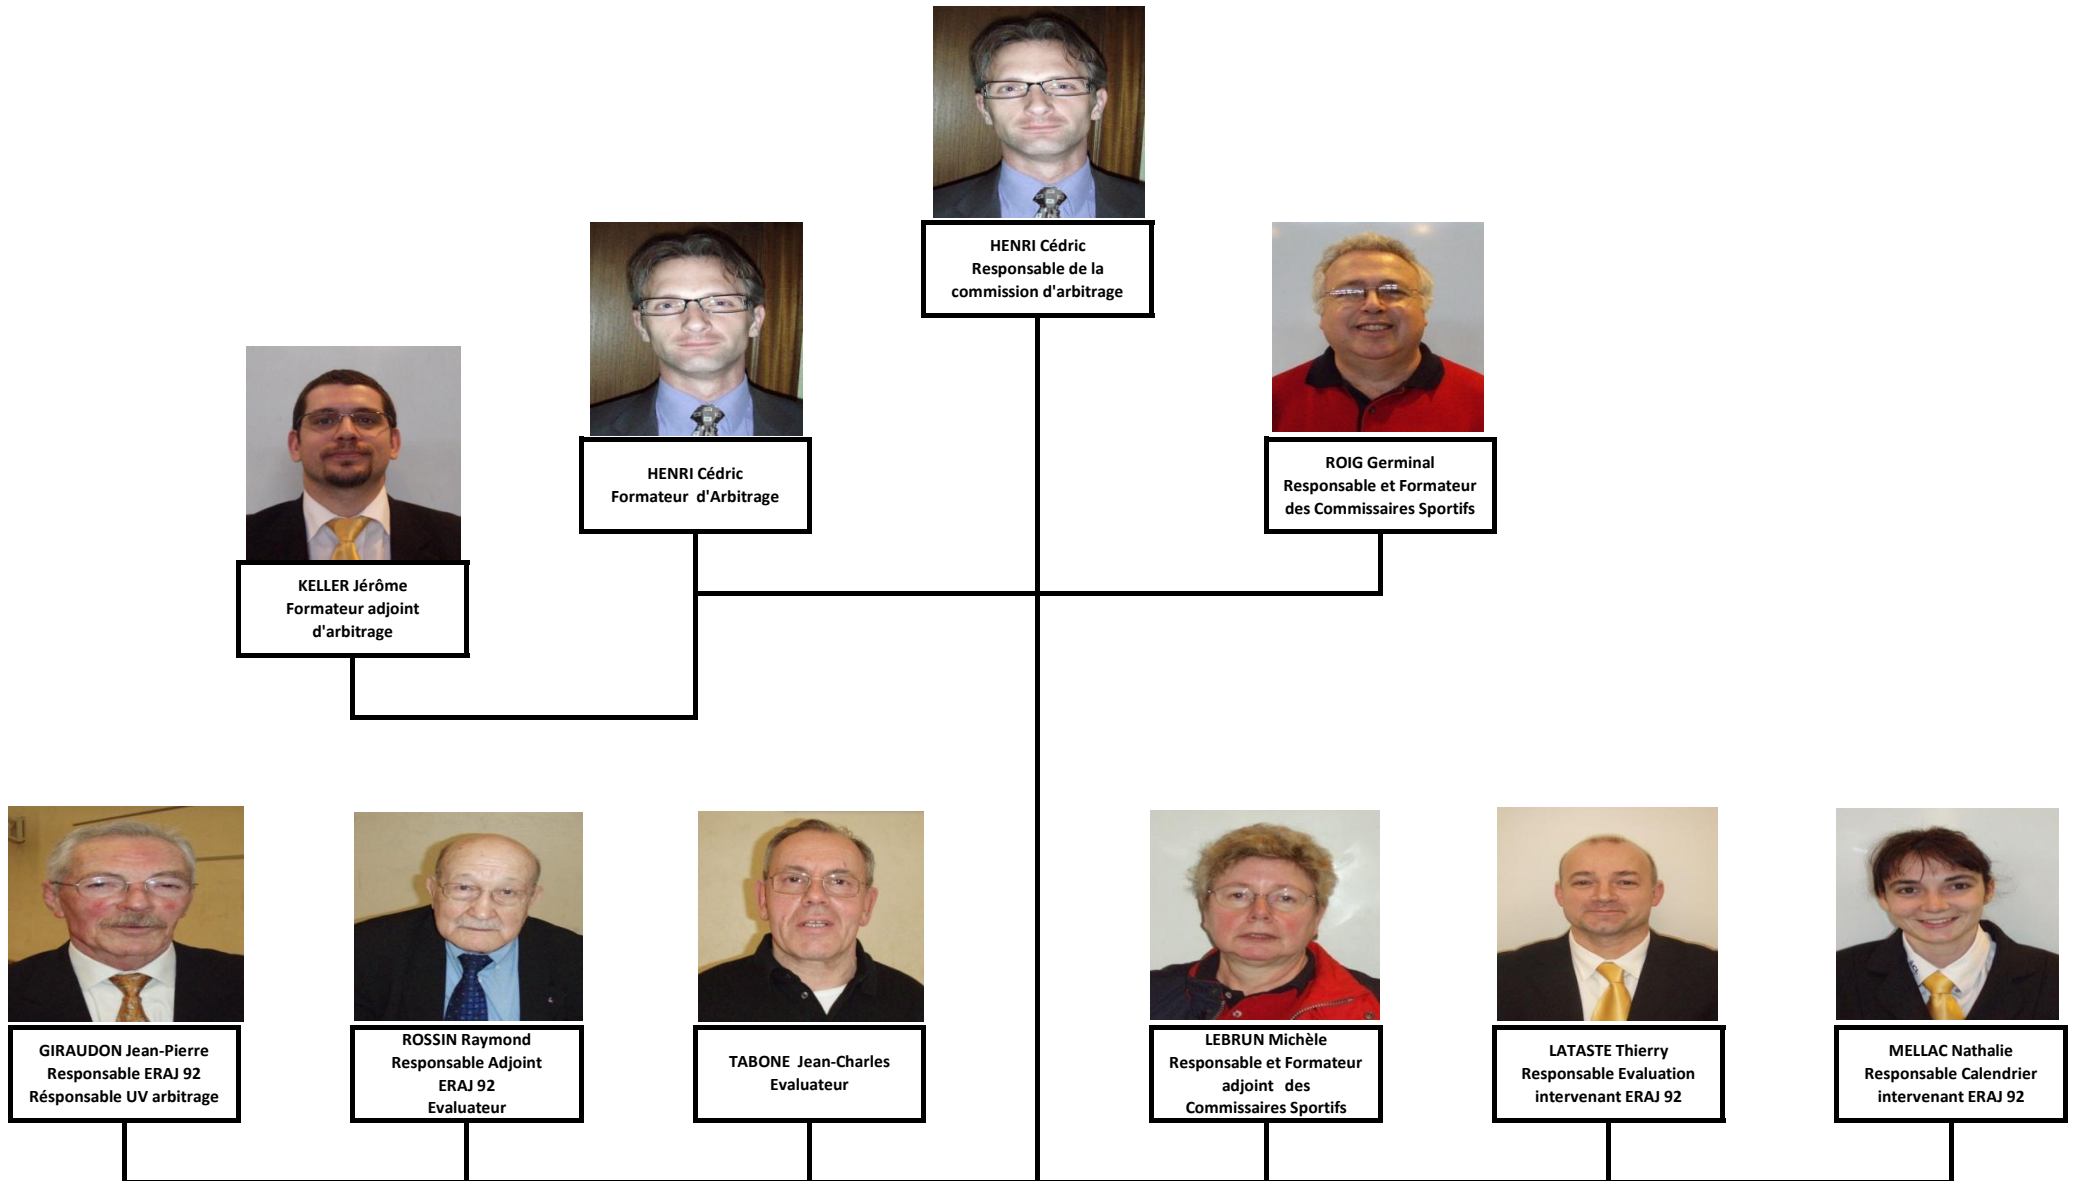 HENRI Cédric
Responsable de la
commission d'arbitrage
HENRI Cédric
Formateur d'Arbitrage
ROIG Germinal
Responsable et Formateur
des Commissaires Sportifs
KELLER Jérôme
Formateur adjoint
d'arbitrage
GIRAUDON Jean-Pierre
Responsable ERAJ 92
Résponsable UV arbitrage
ROSSIN Raymond
Responsable Adjoint
ERAJ 92
Evaluateur
TABONE Jean-Charles
Evaluateur
LEBRUN Michèle
Responsable et Formateur
adjoint des
Commissaires Sportifs
LATASTE Thierry
Responsable Evaluation
intervenant ERAJ 92
MELLAC Nathalie
Responsable Calendrier
intervenant ERAJ 92